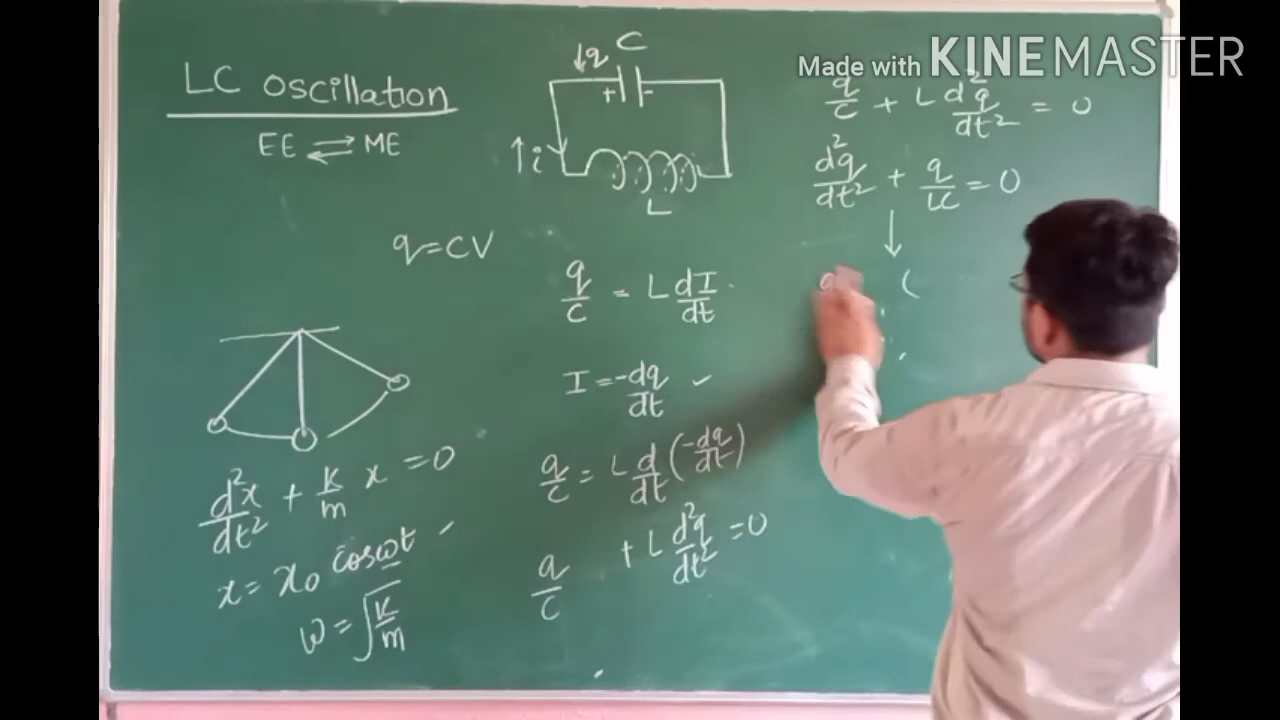 LC oscillation
EE ⇄ ME
↓q C
+ -
↑i
L
q = CV
q/C = L dI/dt
I = -dq/dt ✓
q/C = L d/dt (-dq/dt)
q/C + L d²q/dt² = 0
d²x/dt² + k/m x = 0
x = x₀ cosωt
ω = √k/m
Made with KINEMASTER
q/C + L d²q/dt² = 0
d²q/dt² + q/LC = 0
↓
(